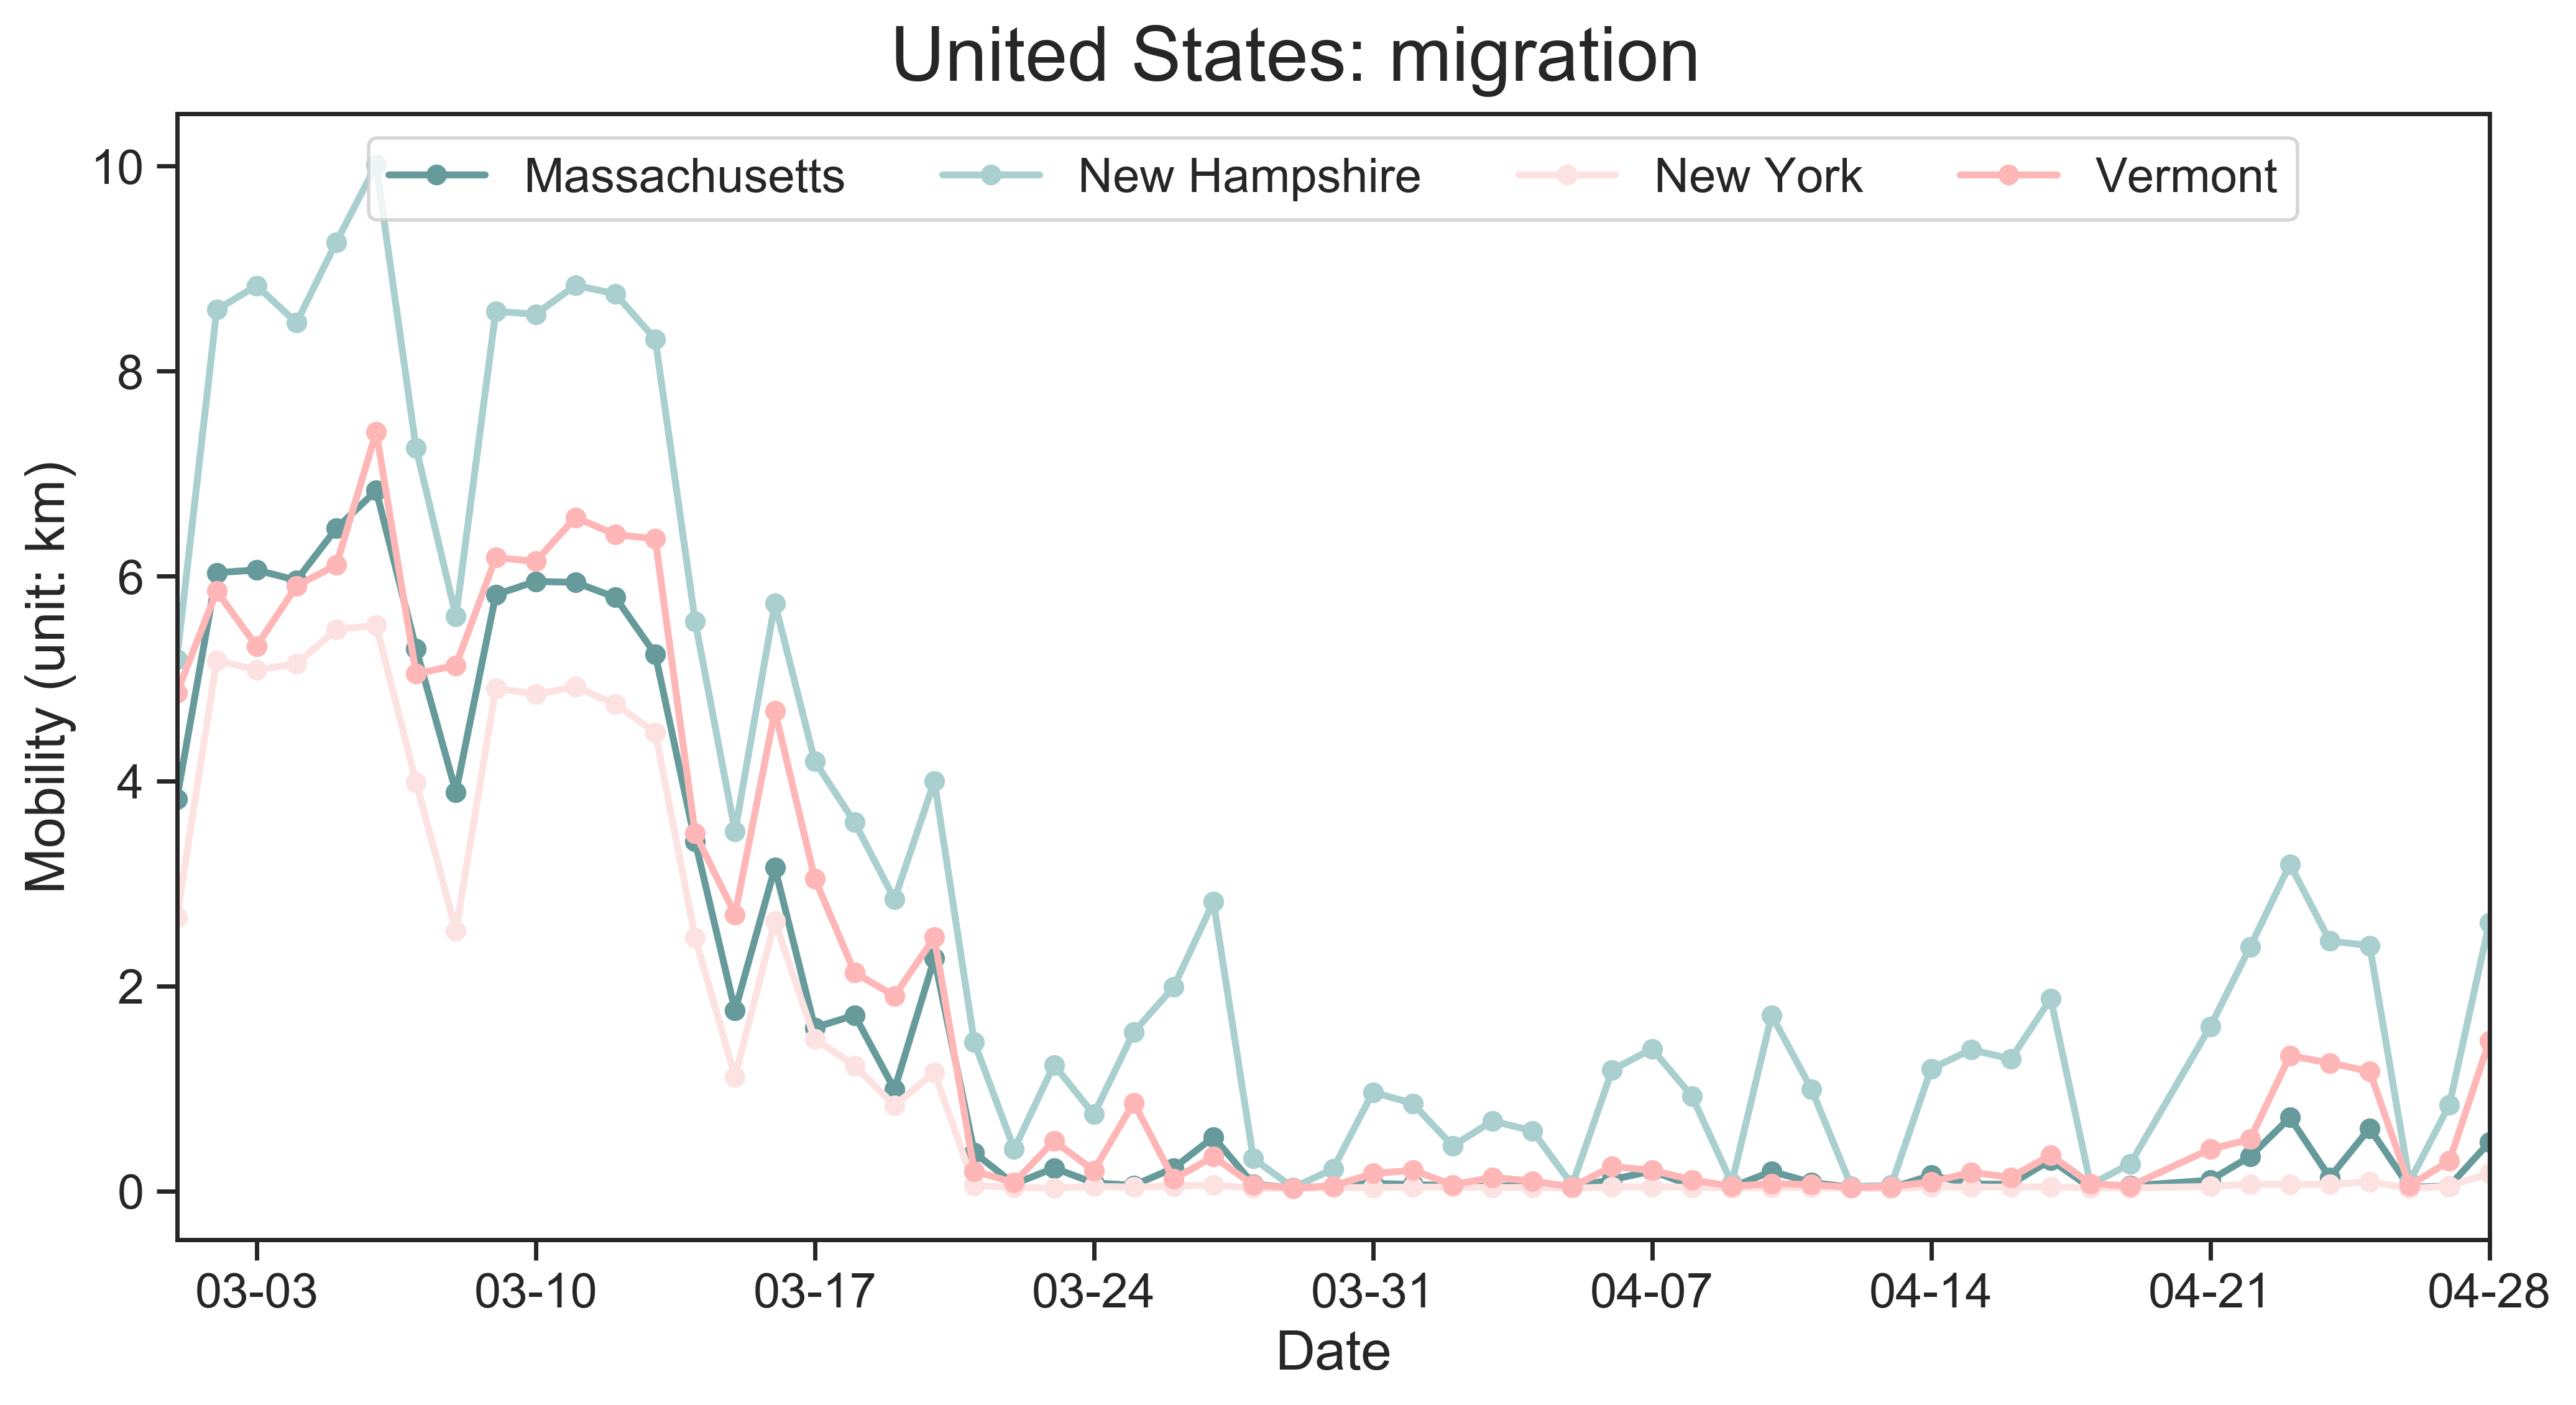 United States: migration
Massachusetts New Hampshire New York Vermont
Mobility (unit: km)
10
8
6
4
2
0
03-03 03-10 03-17 03-24 03-31 04-07 04-14 04-21 04-28
Date